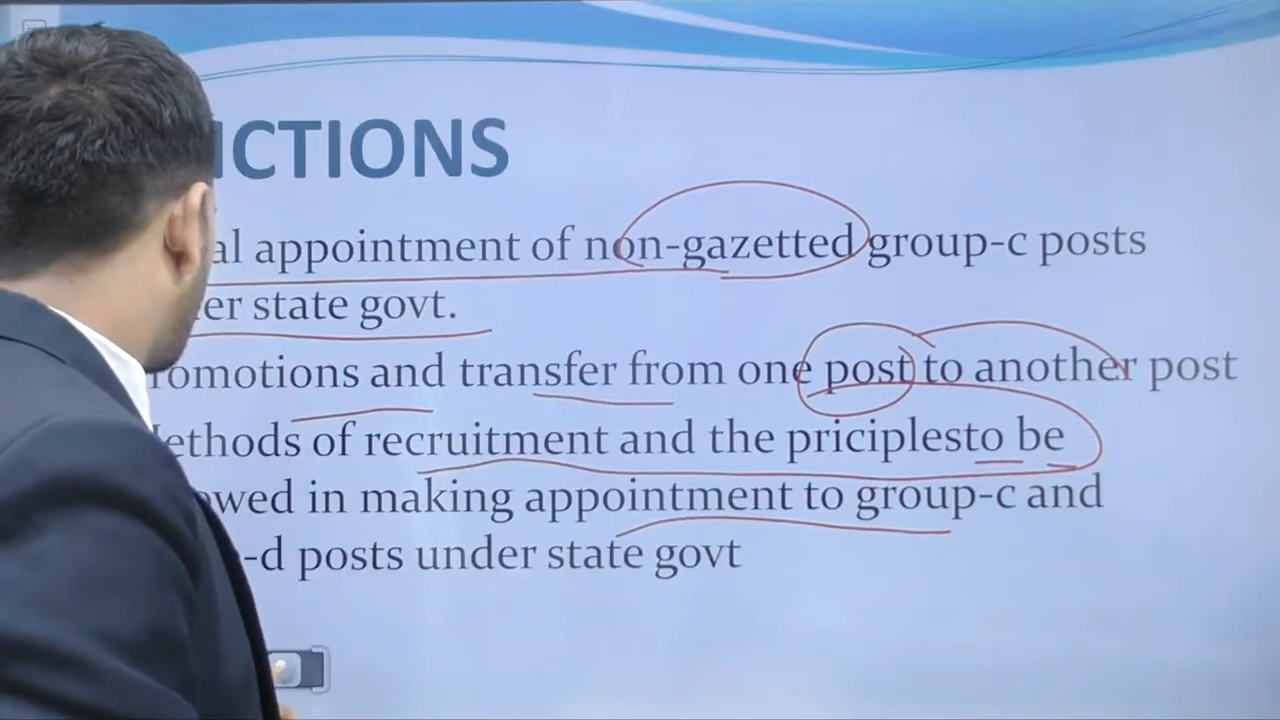 NCTIONS
al appointment of non-gazetted group-c posts
er state govt.
romotions and transfer from one post to another post
ethods of recruitment and the priciplesto be
owed in making appointment to group-c and
-d posts under state govt